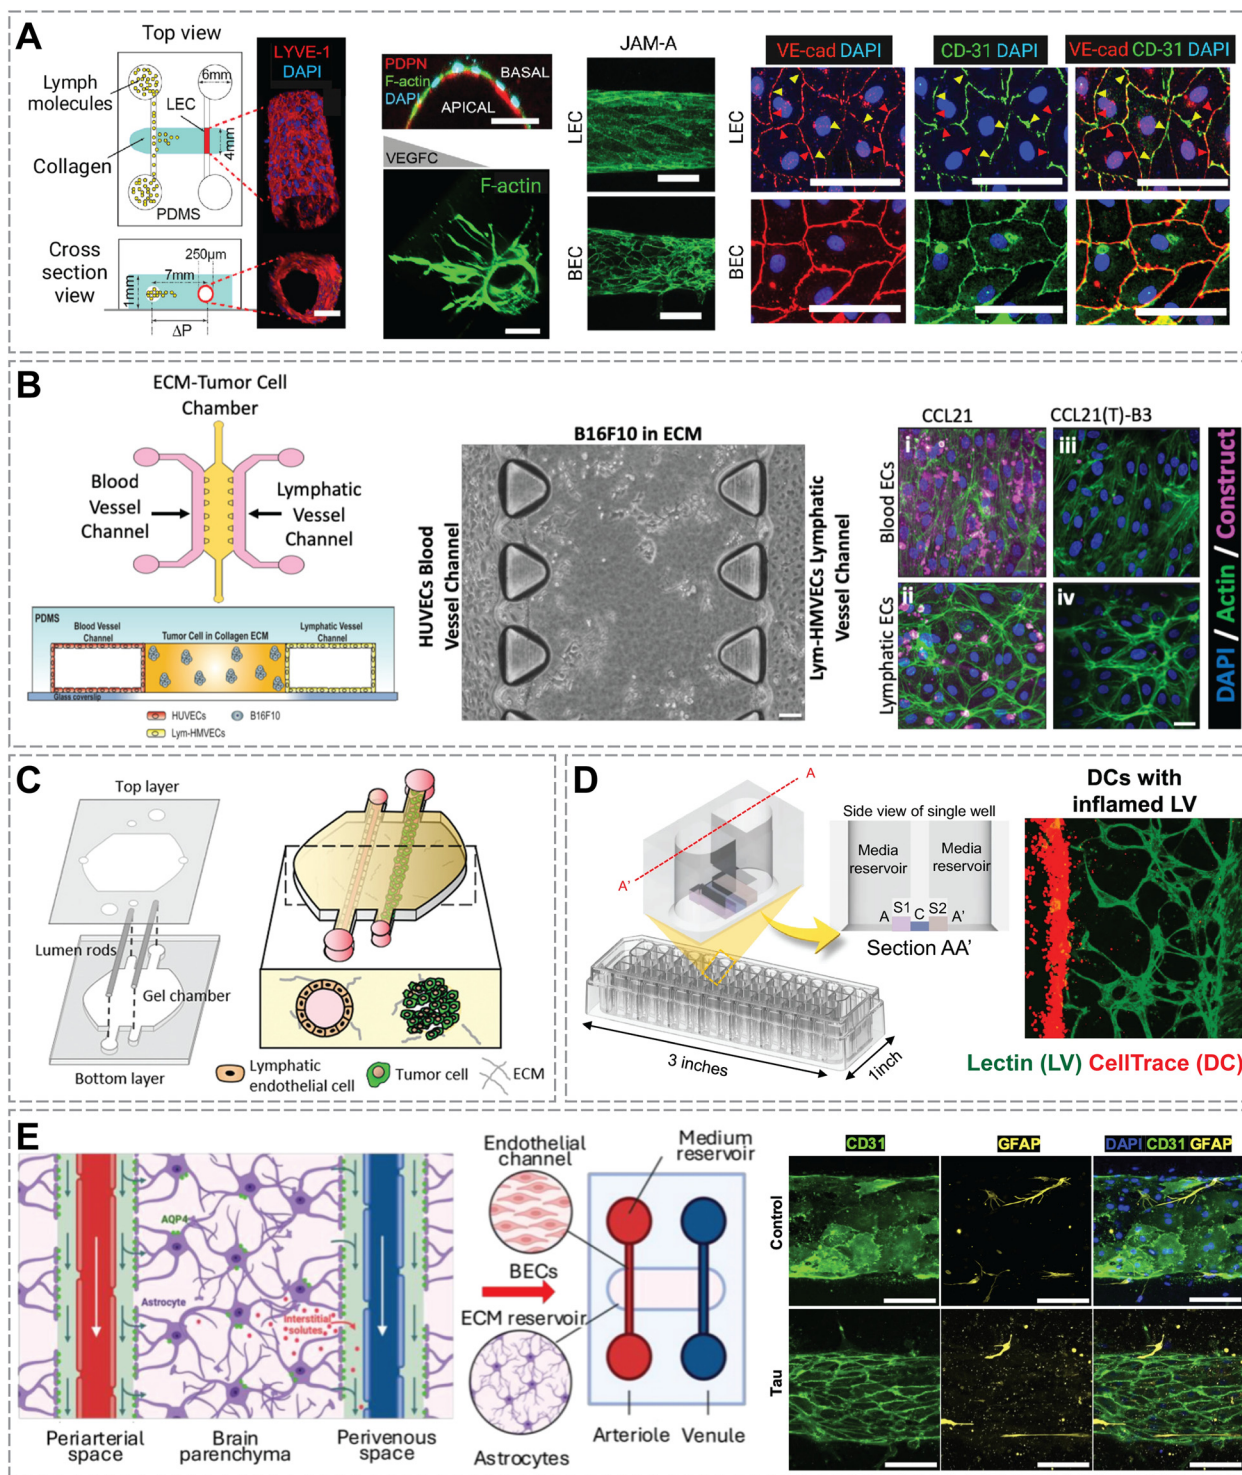 A
Top view
Lymph
molecules
6mm
LEC
4mm
Collagen
PDMS
Cross
section
view
250μm
7mm
1mm
ΔP
LYVE-1
DAPI
PDPN
F-actin
DAPI
BASAL
APICAL
VEGFC
F-actin
JAM-A
LEC
BEC
VE-cad DAPI
CD-31 DAPI
VE-cad CD-31 DAPI
LEC
BEC
B
ECM-Tumor Cell
Chamber
Blood
Vessel
Channel
Lymphatic
Vessel
Channel
PDMS
Blood Vessel
Channel
Tumor Cell in Collagen ECM
Lymphatic Vessel
Channel
Glass coverslip
HUVECs
B16F10
Lym-HMVECs
B16F10 in ECM
HUVECs Blood
Vessel Channel
Lym-HMVECs Lymphatic
Vessel Channel
CCL21
CCL21(T)-B3
Blood ECs
Lymphatic ECs
i
iii
ii
iv
DAPI / Actin / Construct
C
Top layer
Lumen rods
Gel chamber
Bottom layer
Lymphatic
endothelial cell
Tumor cell
ECM
D
A
A'
Side view of single well
Media
reservoir
Media
reservoir
A
S1
C
S2
A'
Section AA'
3 inches
1inch
DCs with
inflamed LV
Lectin (LV) CellTrace (DC)
E
AQP4
Astrocyte
Interstitial
solutes
Periarterial
space
Brain
parenchyma
Perivenous
space
Endothelial
channel
BECs
ECM reservoir
Astrocytes
Medium
reservoir
Arteriole
Venule
CD31
GFAP
DAPI CD31 GFAP
Control
Tau